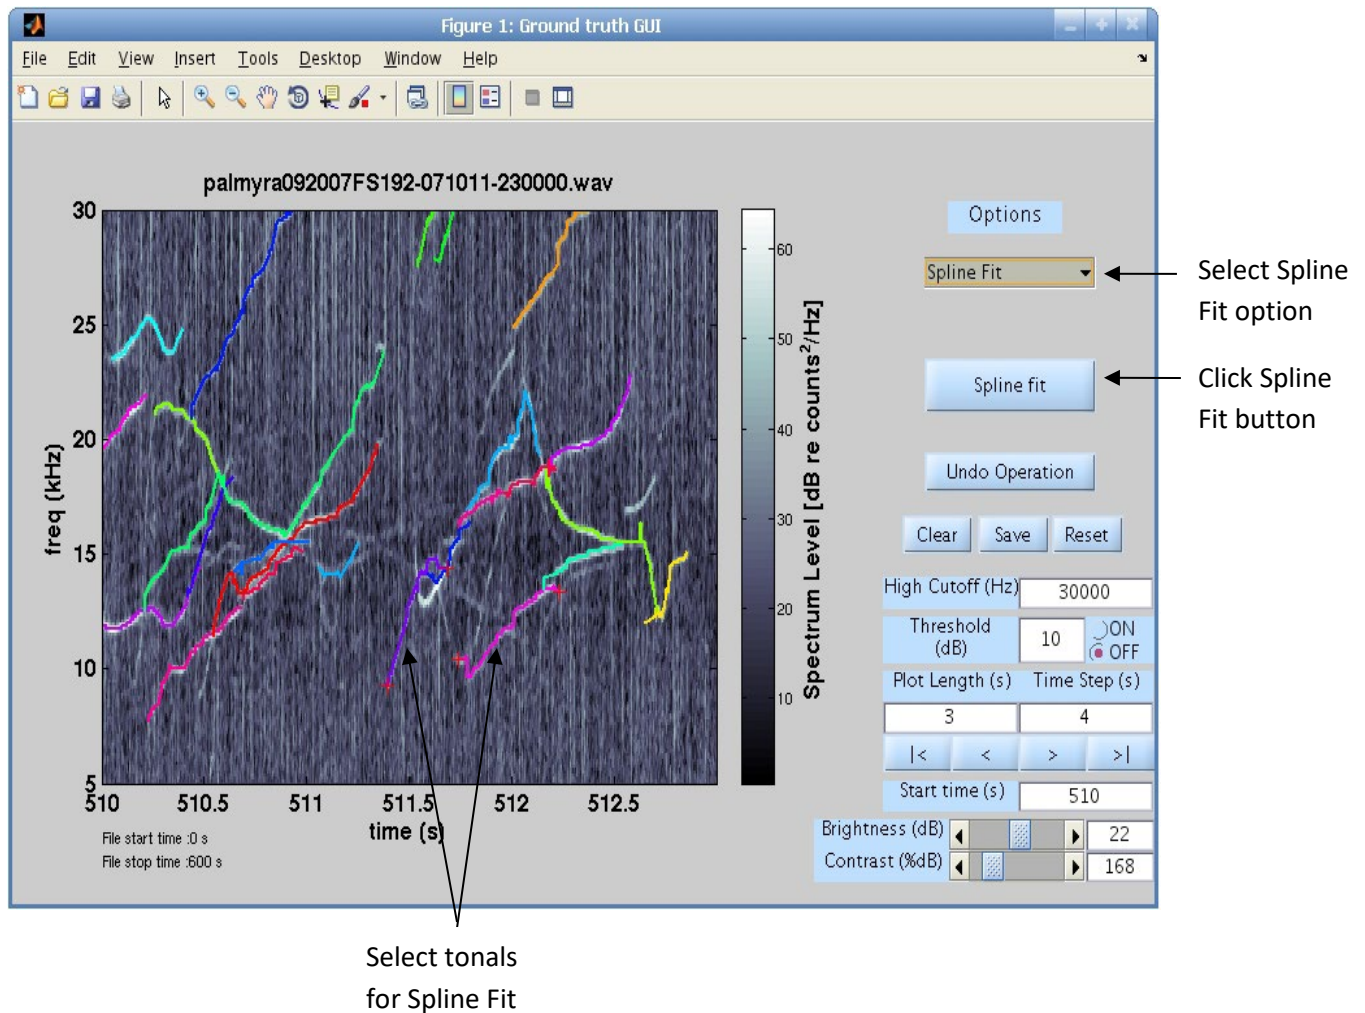 Figure 1: Ground truth GUI
File Edit View Insert Tools Desktop Window Help
palmyra092007FS192-071011-230000.wav
30
25
20
15
10
5
freq (kHz)
510 510.5 511 511.5 512 512.5
time (s)
File start time :0 s
File stop time :600 s
60
50
40
30
20
10
Spectrum Level [dB re counts²/Hz]
Options
Spline Fit
Spline fit
Undo Operation
Clear Save Reset
High Cutoff (Hz) 30000
Threshold
(dB)
10
ON
OFF
Plot Length (s) Time Step (s)
3 4
|< < > >|
Start time (s) 510
Brightness (dB) 22
Contrast (%dB) 168
Select Spline
Fit option
Click Spline
Fit button
Select tonals
for Spline Fit